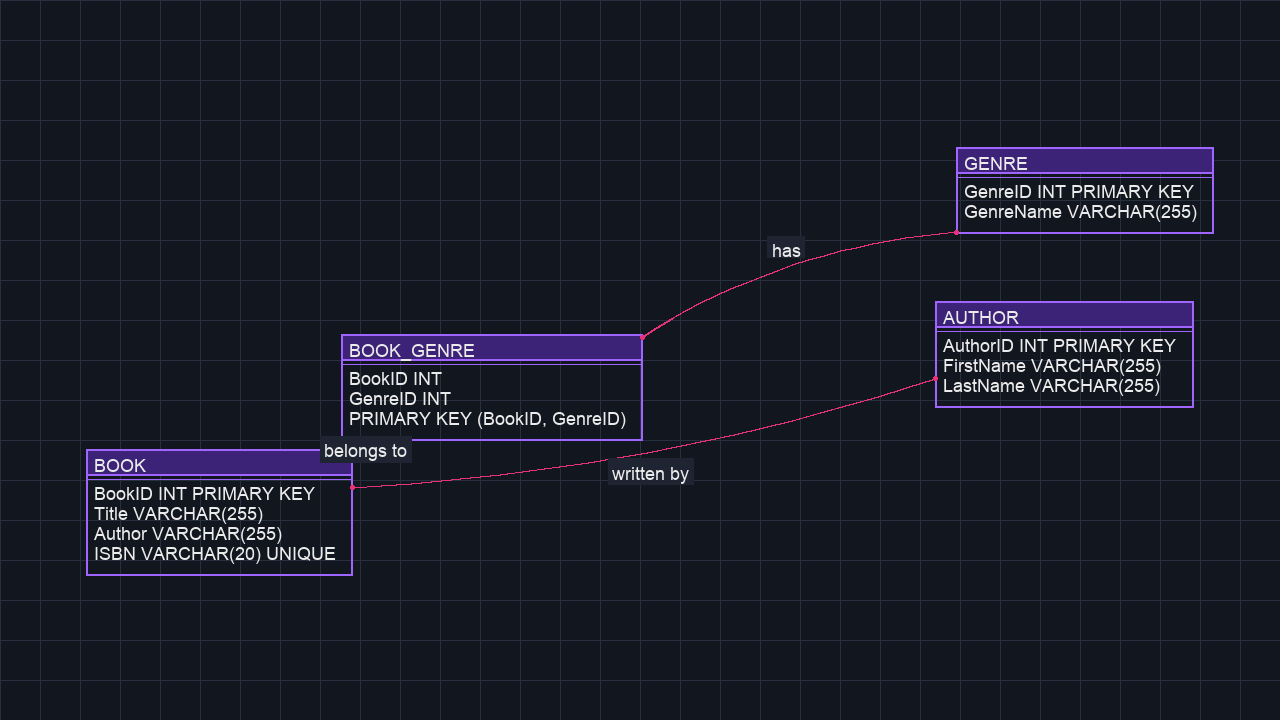 GENRE
GenreID INT PRIMARY KEY
GenreName VARCHAR(255)
has
AUTHOR
AuthorID INT PRIMARY KEY
FirstName VARCHAR(255)
LastName VARCHAR(255)
BOOK_GENRE
BookID INT
GenreID INT
PRIMARY KEY (BookID, GenreID)
belongs to
written by
BOOK
BookID INT PRIMARY KEY
Title VARCHAR(255)
Author VARCHAR(255)
ISBN VARCHAR(20) UNIQUE